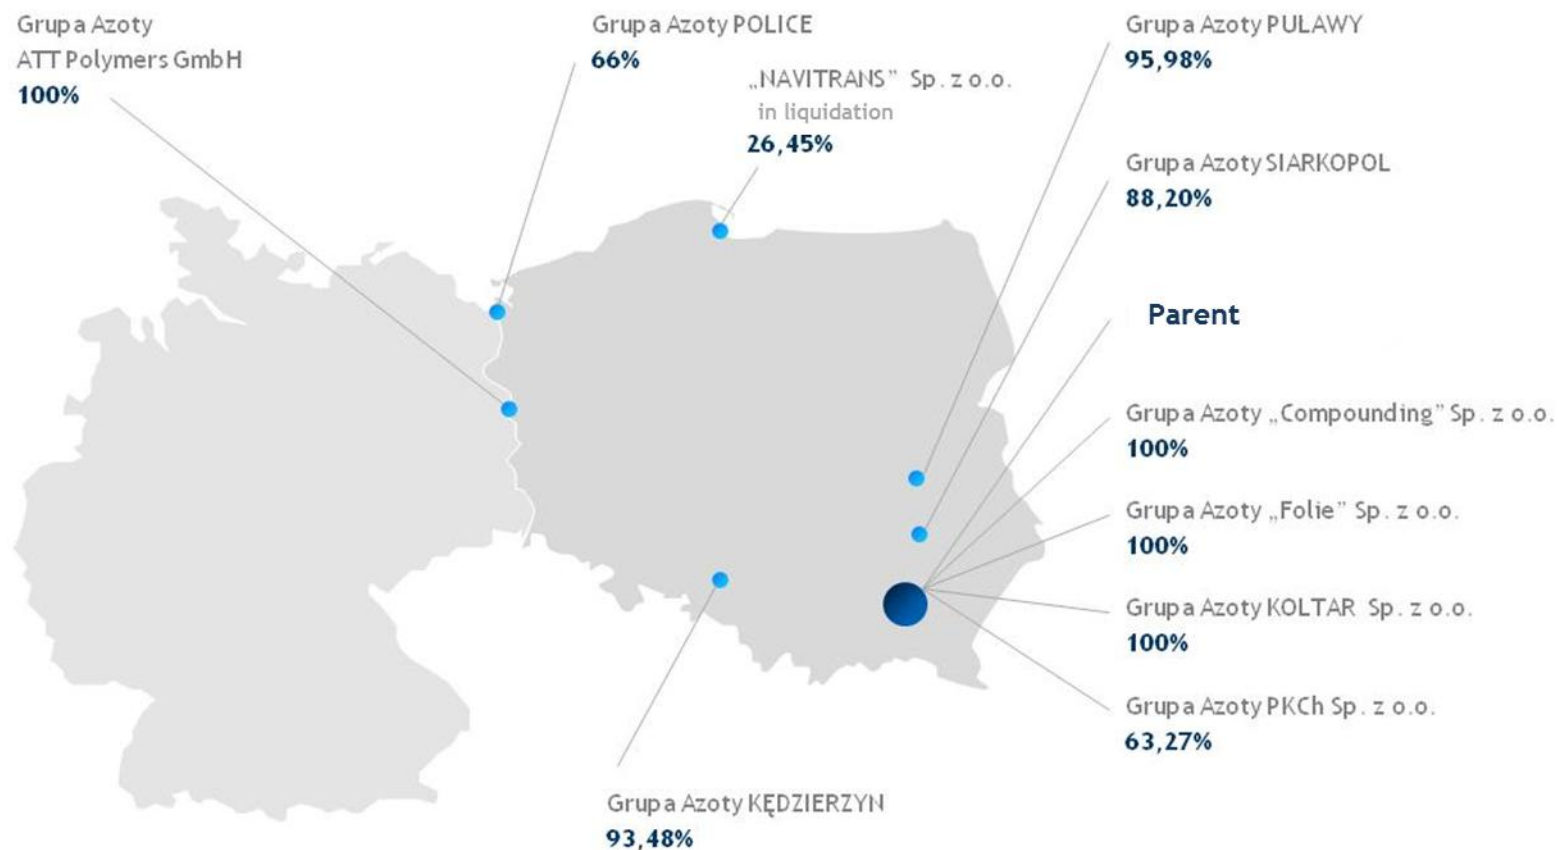 Grupa Azoty
ATT Polymers GmbH
100%
Grupa Azoty POLICE
66%
„NAVITRANS” Sp. z o.o.
in liquidation
26,45%
Grupa Azoty PUŁAWY
95,98%
Grupa Azoty SIARKOPOL
88,20%
Parent
Grupa Azoty „Compounding” Sp. z o.o.
100%
Grupa Azoty „Folie” Sp. z o.o.
100%
Grupa Azoty KOLTAR Sp. z o.o.
100%
Grupa Azoty PKCh Sp. z o.o.
63,27%
Grupa Azoty KĘDZIERZYN
93,48%